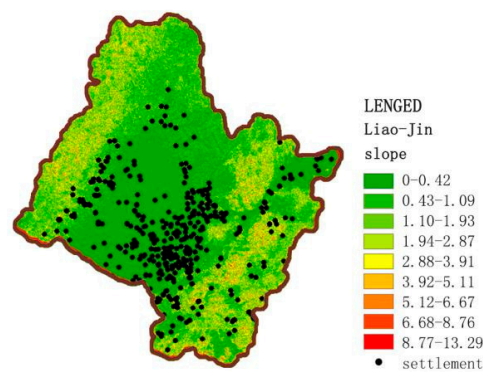 LENGED
Liao-Jin
slope
0-0.42
0.43-1.09
1.10-1.93
1.94-2.87
2.88-3.91
3.92-5.11
5.12-6.67
6.68-8.76
8.77-13.29
settlement